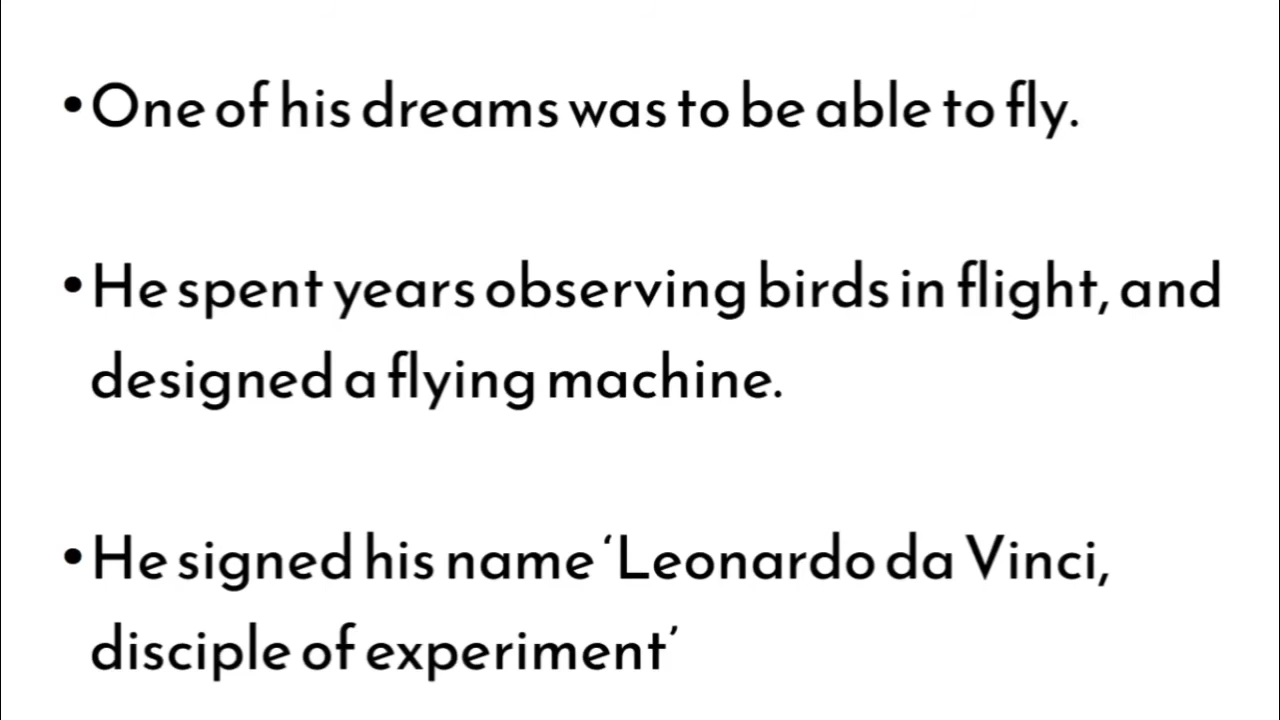 •One of his dreams was to be able to fly.
•He spent years observing birds in flight, and
designed a flying machine.
•He signed his name ‘Leonardo da Vinci,
disciple of experiment’